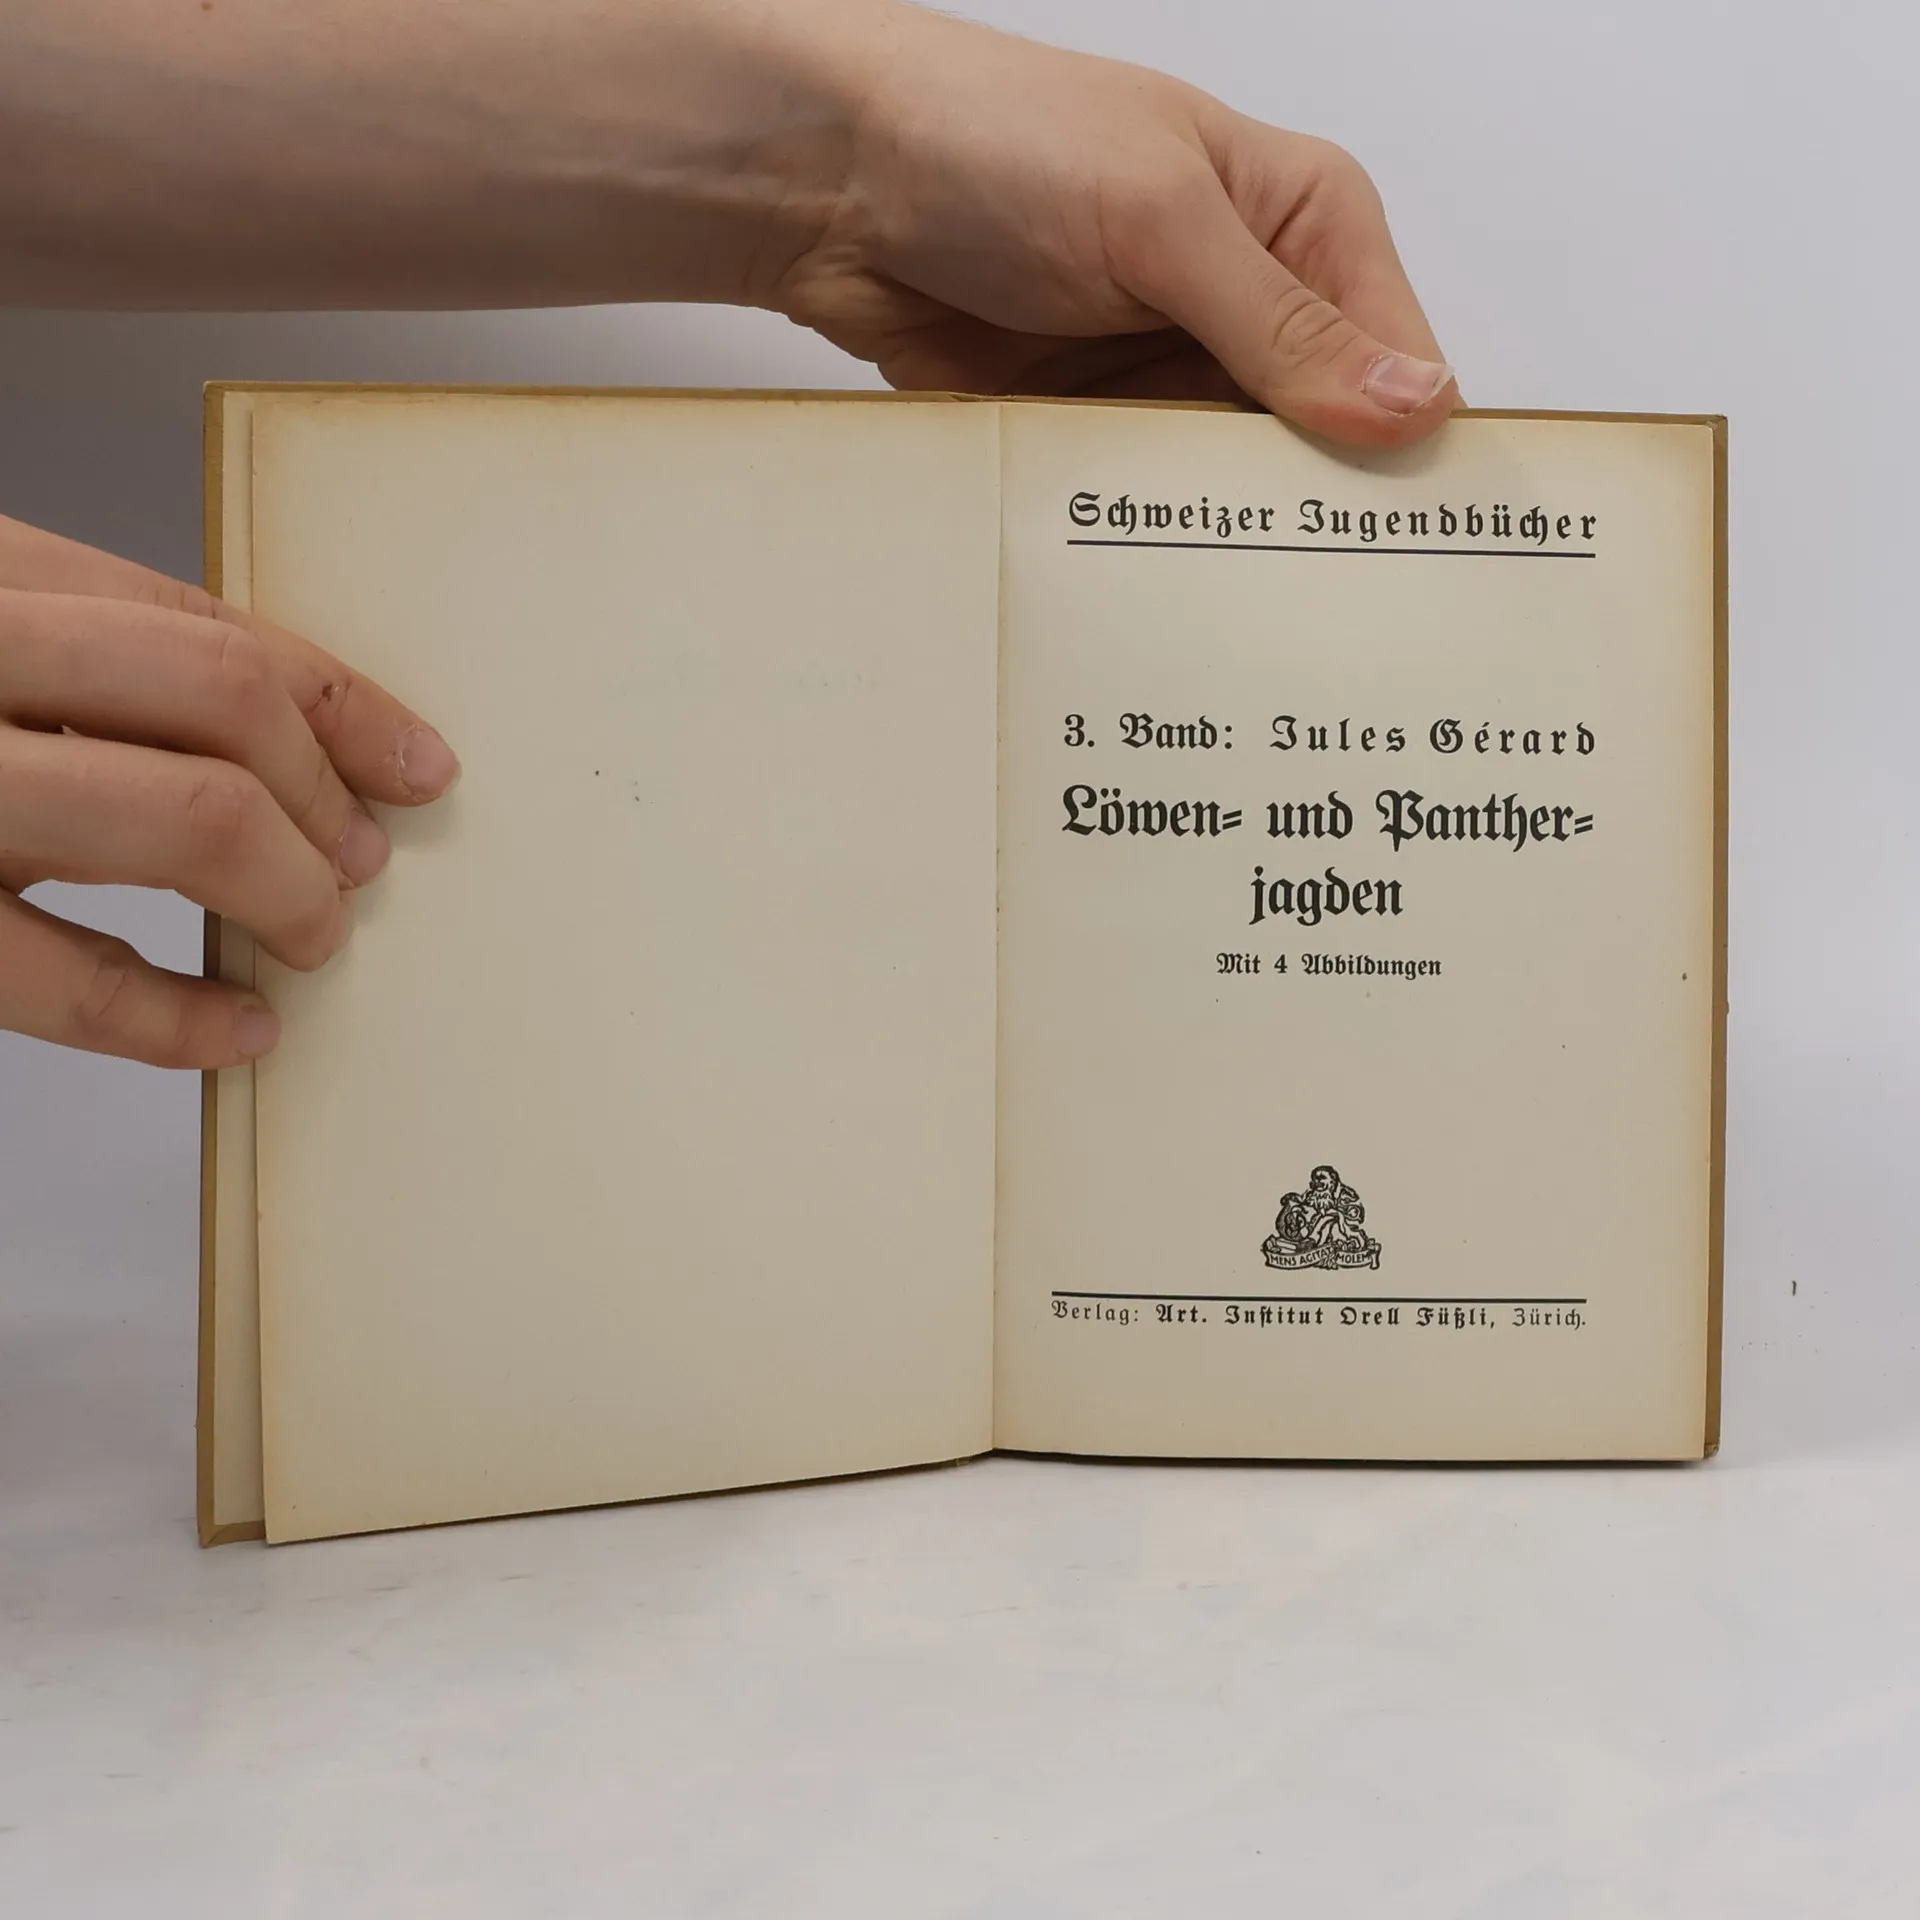 Schweizer Jugendbücher
3. Band: Jules Gérard
Löwen- und Panther-
jagden
Mit 4 Abbildungen
MENS AGITAT MOLEM
Verlag: Art. Institut Orell Füßli, Zürich.